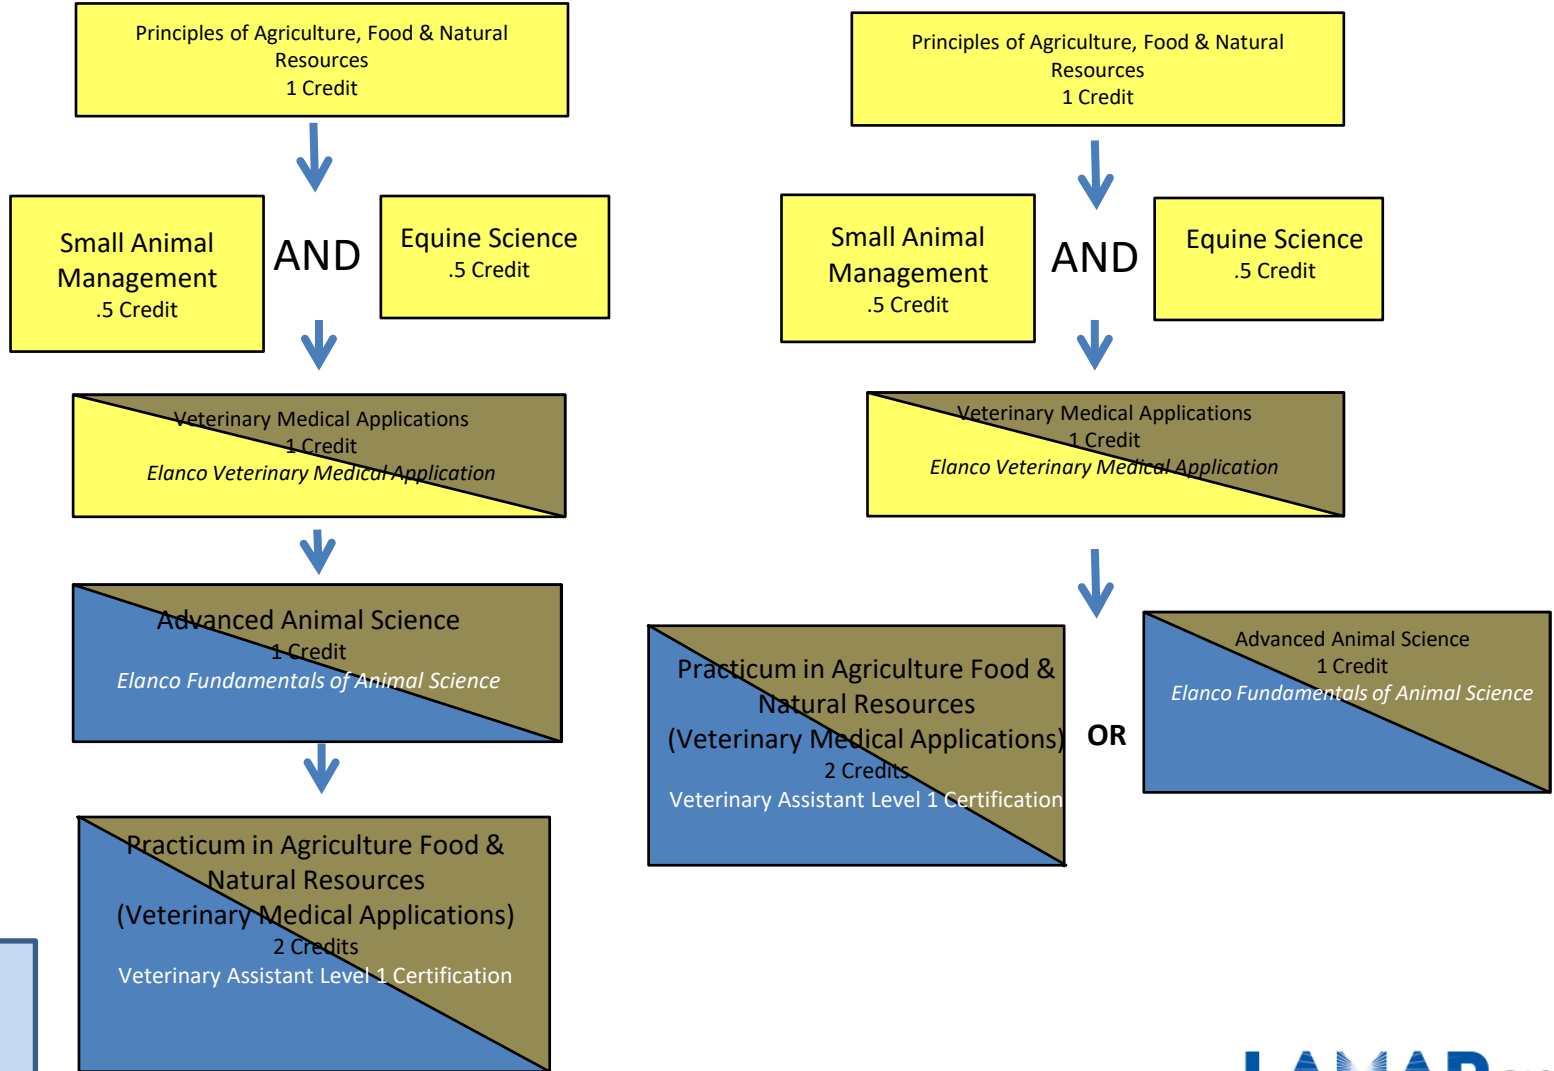 Principles of Agriculture, Food & Natural
Resources
1 Credit
Small Animal
Management
.5 Credit
AND
Equine Science
.5 Credit
Veterinary Medical Applications
1 Credit
Elanco Veterinary Medical Application
Advanced Animal Science
1 Credit
Elanco Fundamentals of Animal Science
Practicum in Agriculture Food &
Natural Resources
(Veterinary Medical Applications)
2 Credits
Veterinary Assistant Level 1 Certification
Principles of Agriculture, Food & Natural
Resources
1 Credit
Small Animal
Management
.5 Credit
AND
Equine Science
.5 Credit
Veterinary Medical Applications
1 Credit
Elanco Veterinary Medical Application
Practicum in Agriculture Food &
Natural Resources
(Veterinary Medical Applications)
2 Credits
Veterinary Assistant Level 1 Certification
OR
Advanced Animal Science
1 Credit
Elanco Fundamentals of Animal Science
LAMAR